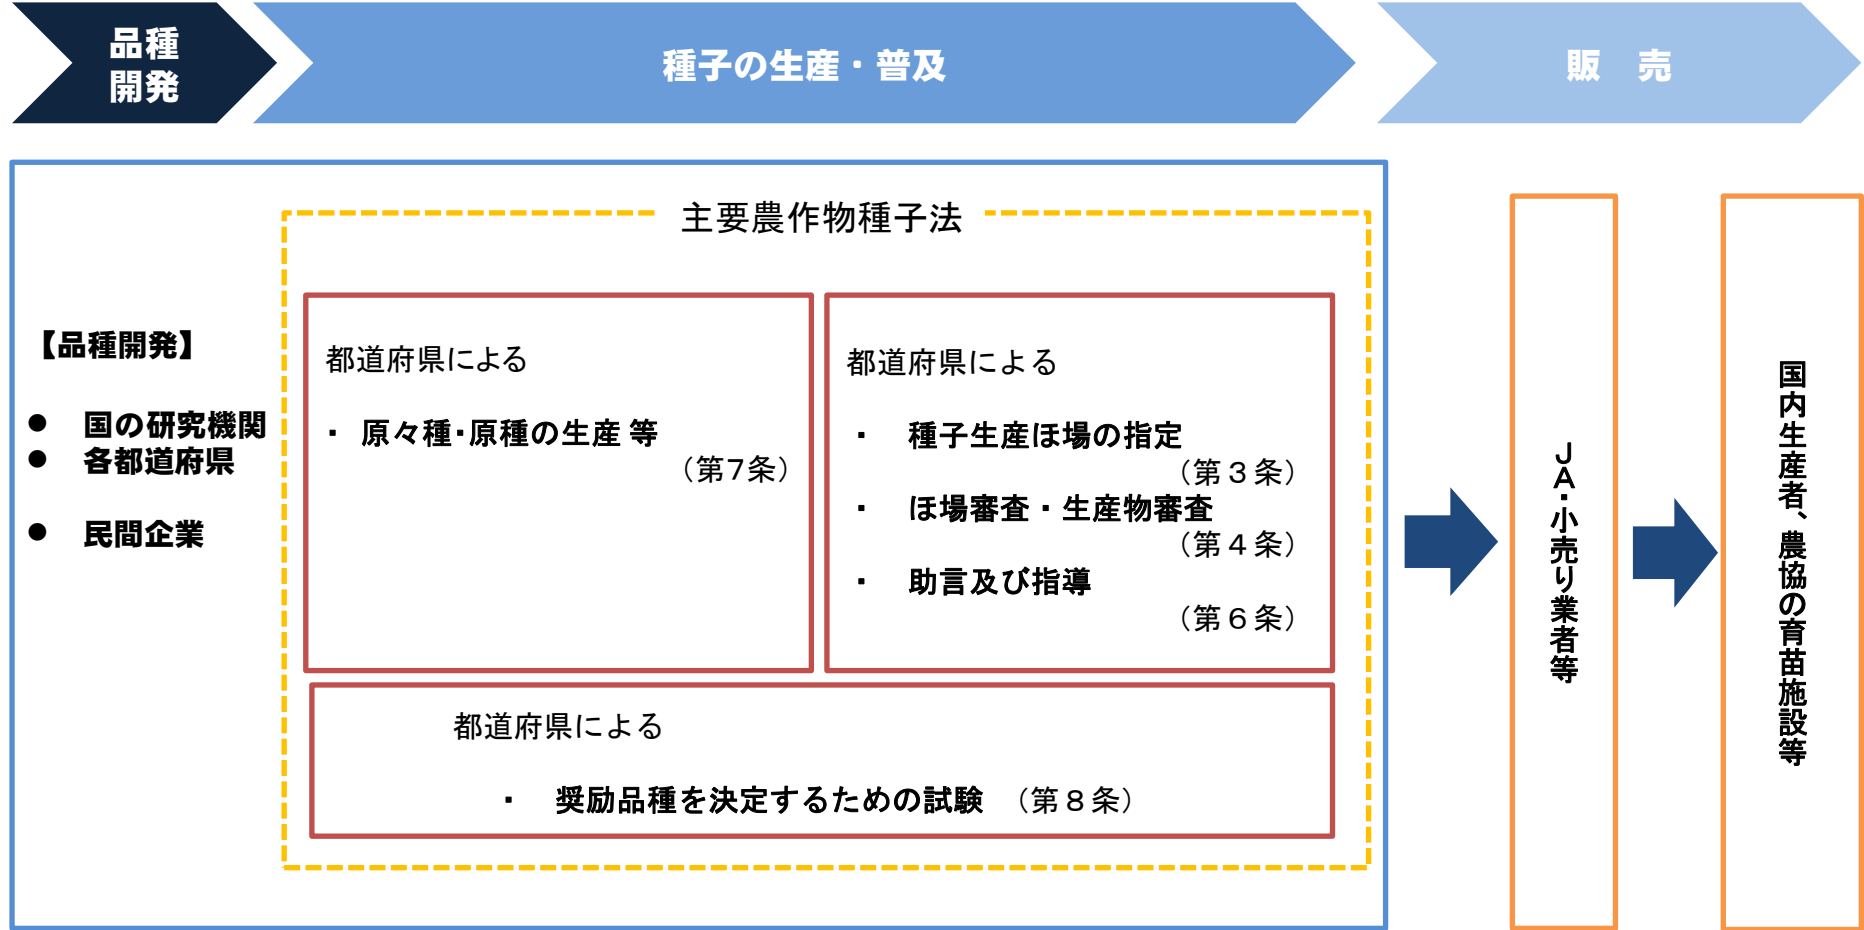 品種
開発
種子の生産・普及
販　売
主要農作物種子法
【品種開発】
●　国の研究機関
●　各都道府県
●　民間企業
都道府県による
・ 原々種・原種の生産 等
（第7条）
都道府県による
・　種子生産ほ場の指定
（第３条）
・　ほ場審査・生産物審査
（第４条）
・　助言及び指導
（第６条）
都道府県による
・　奨励品種を決定するための試験　（第８条）
ＪＡ・小売り業者等
国内生産者、農協の育苗施設等